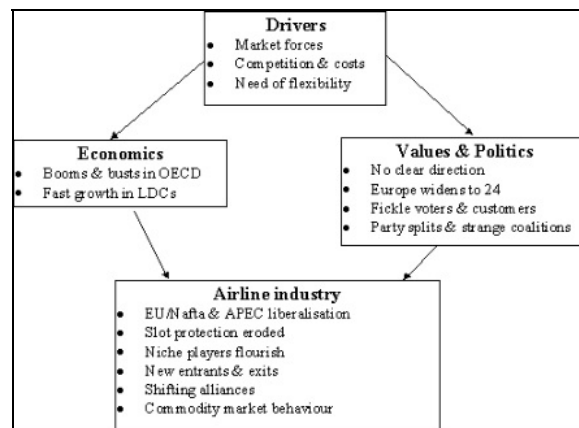 Drivers
• Market forces
• Competition & costs
• Need of flexibility
Economics
• Booms & busts in OECD
• Fast growth in LDCs
Values & Politics
• No clear direction
• Europe widens to 24
• Fickle voters & customers
• Party splits & strange coalitions
Airline industry
• EU/Nafta & APEC liberalisation
• Slot protection eroded
• Niche players flourish
• New entrants & exits
• Shifting alliances
• Commodity market behaviour